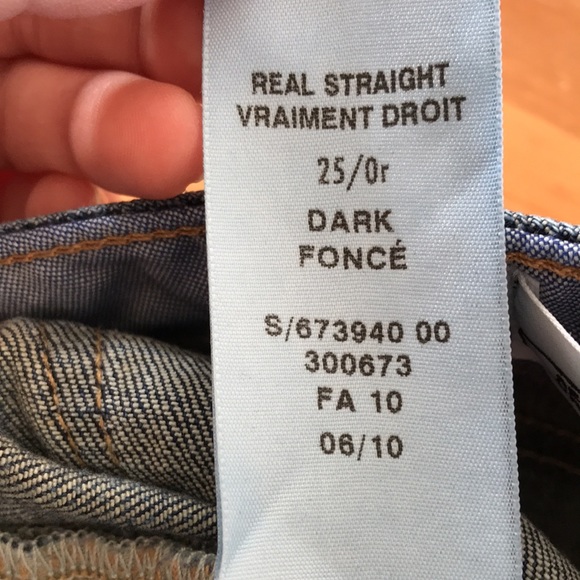 REAL STRAIGHT
VRAIMENT DROIT
25/0r
DARK
FONCÉ
S/673940 00
300673
FA 10
06/10